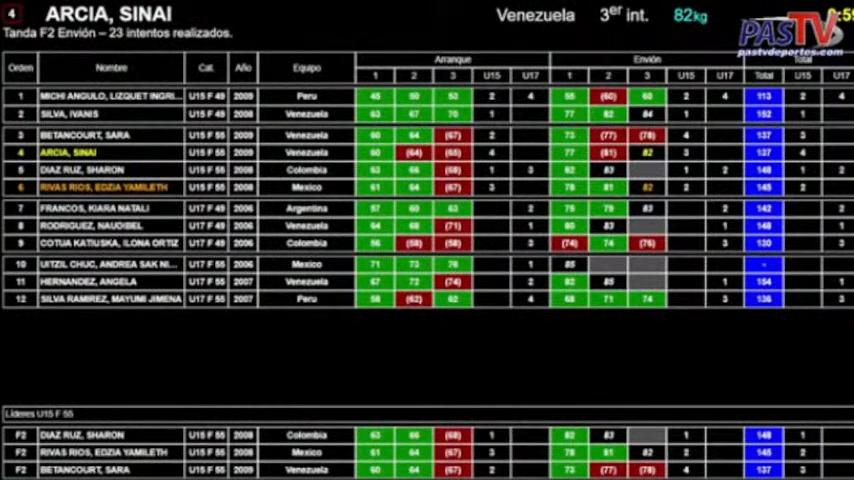 4 ARCIA, SINAI Venezuela 3er int. 82kg
Tanda F2 Envión – 23 intentos realizados.
PASTV
pastvdeportes.com
Arranque Envión Total
Orden Nombre Cat. Año Equipo 1 2 3 U15 U17 1 2 3 U15 U17 Total U15 U17
1 MICHI ANGULO, LIZQUET INGRI... U15 F 49 2009 Peru 45 50 53 2 4 55 (60) 60 2 4 113 2 4
2 SILVA, IVANIS U15 F 49 2008 Venezuela 63 67 70 1 77 82 84 1 152 1
3 BETANCOURT, SARA U15 F 55 2009 Venezuela 60 64 (67) 2 73 (77) (78) 4 137 3
4 ARCIA, SINAI U15 F 55 2009 Venezuela 60 (64) (65) 4 77 (81) 82 3 137 4
5 DIAZ RUZ, SHARON U15 F 55 2008 Colombia 63 66 (68) 1 3 82 83 1 2 148 1 2
6 RIVAS RIOS, EDZIA YAMILETH U15 F 55 2008 Mexico 61 64 (67) 3 78 81 82 2 145 2
7 FRANCOS, KIARA NATALI U17 F 49 2006 Argentina 57 60 63 2 75 79 83 2 142 2
8 RODRIGUEZ, NAUDIBEL U17 F 49 2006 Venezuela 64 68 (71) 1 80 83 1 148 1
9 COTUA KATIUSKA, ILONA ORTIZ U17 F 49 2006 Colombia 56 (58) (58) 3 (74) 74 (76) 3 130 3
10 UITZIL CHUC, ANDREA SAK NI... U17 F 55 2006 Mexico 71 73 76 1 85 -
11 HERNANDEZ, ANGELA U17 F 55 2007 Venezuela 67 72 (74) 2 82 85 1 154 1
12 SILVA RAMIREZ, MAYUMI JIMENA U17 F 55 2007 Peru 58 (62) 62 4 68 71 74 3 136 3
Líderes U15 F 55
F2 DIAZ RUZ, SHARON U15 F 55 2008 Colombia 63 66 (68) 1 82 83 1 148 1
F2 RIVAS RIOS, EDZIA YAMILETH U15 F 55 2008 Mexico 61 64 (67) 3 78 81 82 2 145 2
F2 BETANCOURT, SARA U15 F 55 2009 Venezuela 60 64 (67) 2 73 (77) (78) 4 137 3